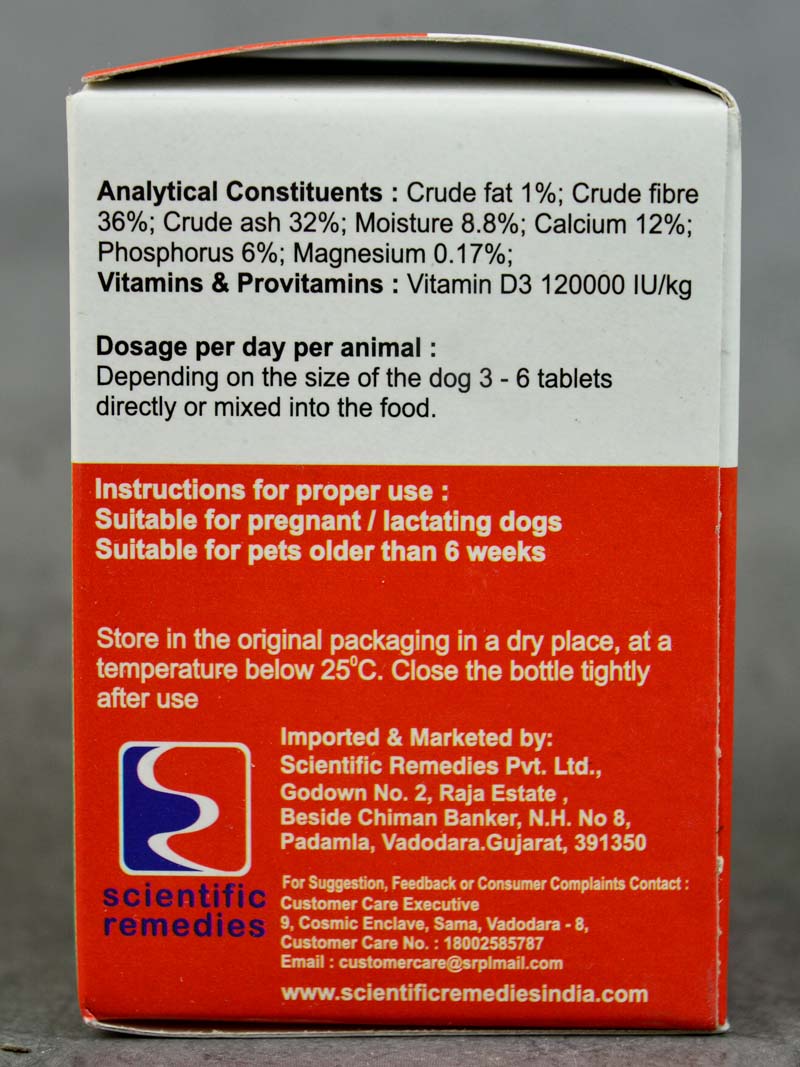 Analytical Constituents : Crude fat 1%; Crude fibre
36%; Crude ash 32%; Moisture 8.8%; Calcium 12%;
Phosphorus 6%; Magnesium 0.17%;
Vitamins & Provitamins : Vitamin D3 120000 IU/kg
Dosage per day per animal :
Depending on the size of the dog 3 - 6 tablets
directly or mixed into the food.
Instructions for proper use :
Suitable for pregnant / lactating dogs
Suitable for pets older than 6 weeks
Store in the original packaging in a dry place, at a
temperature below 25⁰C. Close the bottle tightly
after use
scientific
remedies
Imported & Marketed by:
Scientific Remedies Pvt. Ltd.,
Godown No. 2, Raja Estate ,
Beside Chiman Banker, N.H. No 8,
Padamla, Vadodara.Gujarat, 391350
For Suggestion, Feedback or Consumer Complaints Contact :
Customer Care Executive
9, Cosmic Enclave, Sama, Vadodara - 8,
Customer Care No. : 18002585787
Email : customercare@srplmail.com
www.scientificremediesindia.com